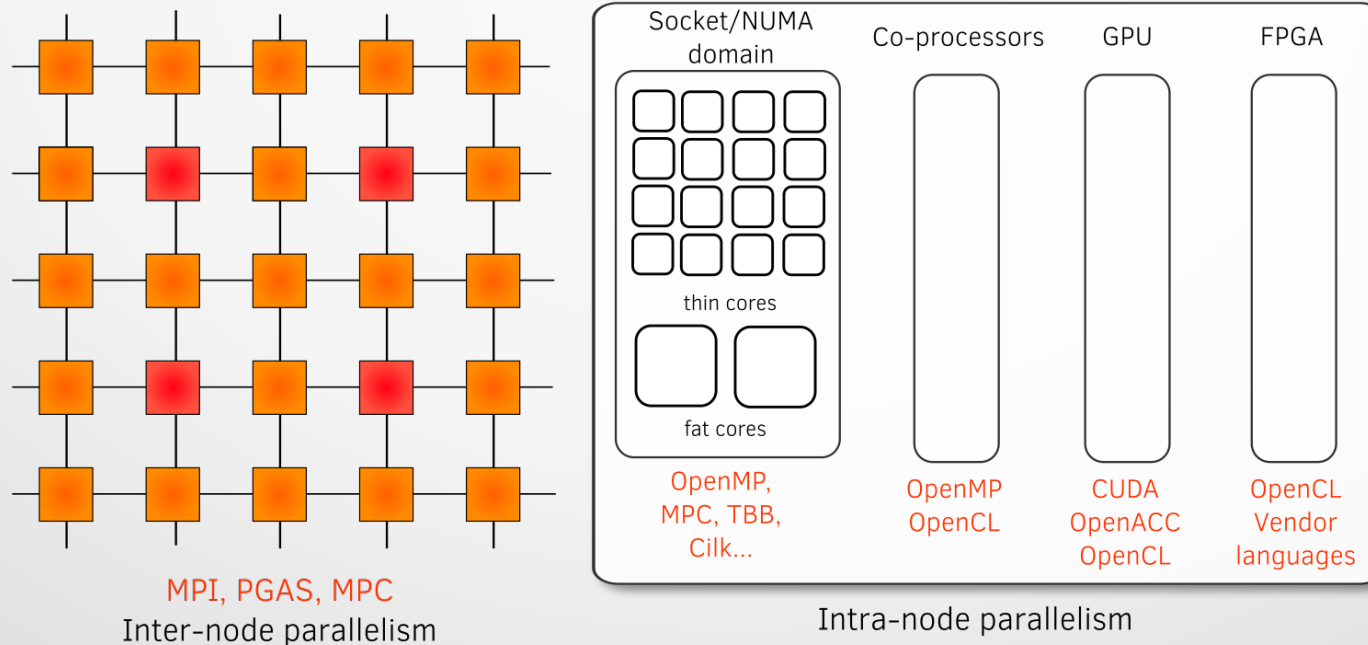 MPI, PGAS, MPC
Inter-node parallelism
Socket/NUMA
domain
thin cores
fat cores
OpenMP,
MPC, TBB,
Cilk...
Co-processors
OpenMP
OpenCL
GPU
CUDA
OpenACC
OpenCL
FPGA
OpenCL
Vendor
languages
Intra-node parallelism